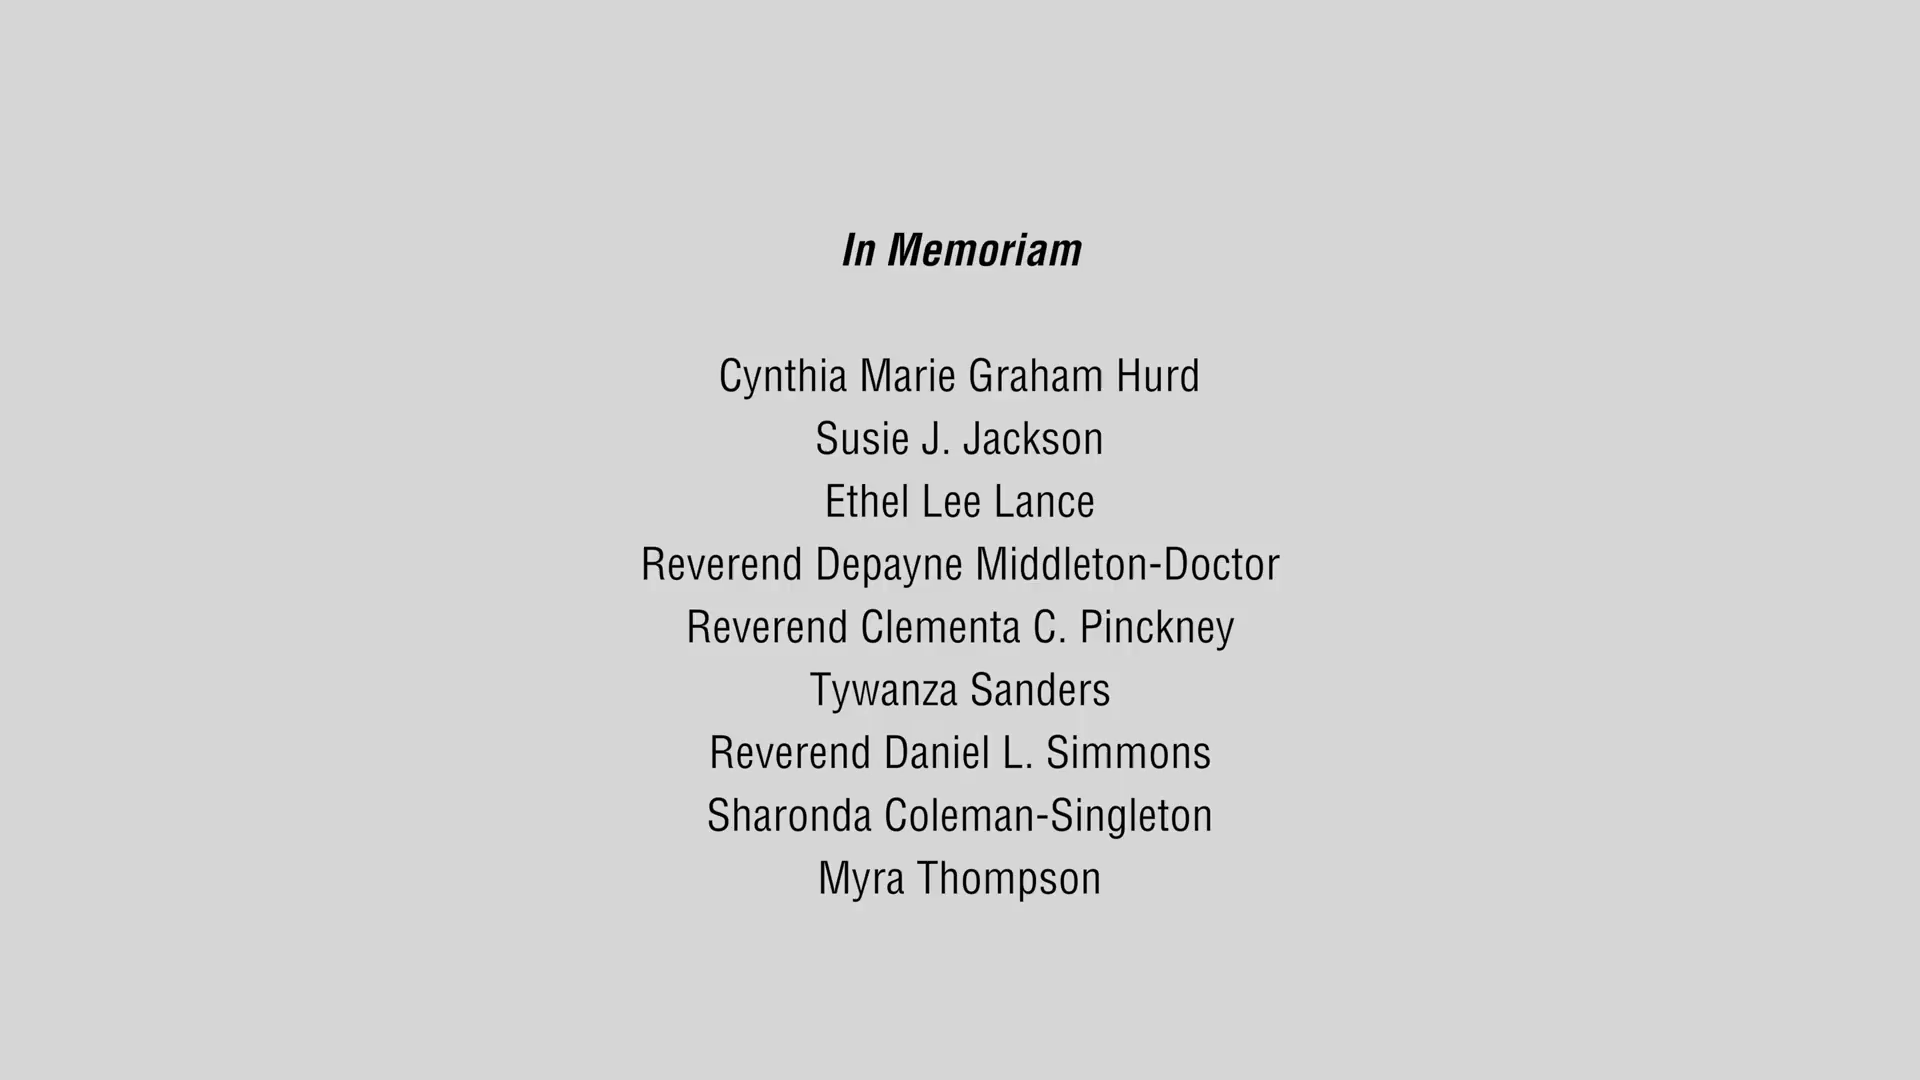 In Memoriam
Cynthia Marie Graham Hurd
Susie J. Jackson
Ethel Lee Lance
Reverend Depayne Middleton-Doctor
Reverend Clementa C. Pinckney
Tywanza Sanders
Reverend Daniel L. Simmons
Sharonda Coleman-Singleton
Myra Thompson